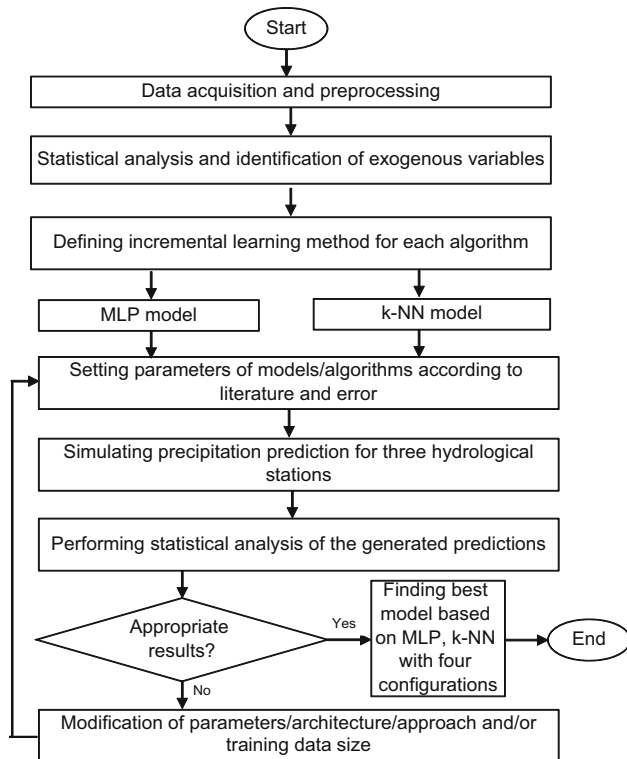 Start
Data acquisition and preprocessing
Statistical analysis and identification of exogenous variables
Defining incremental learning method for each algorithm
MLP model
k-NN model
Setting parameters of models/algorithms according to
literature and error
Simulating precipitation prediction for three hydrological
stations
Performing statistical analysis of the generated predictions
Appropriate
results?
Yes
Finding best
model based
on MLP, k-NN
with four
configurations
End
No
Modification of parameters/architecture/approach and/or
training data size